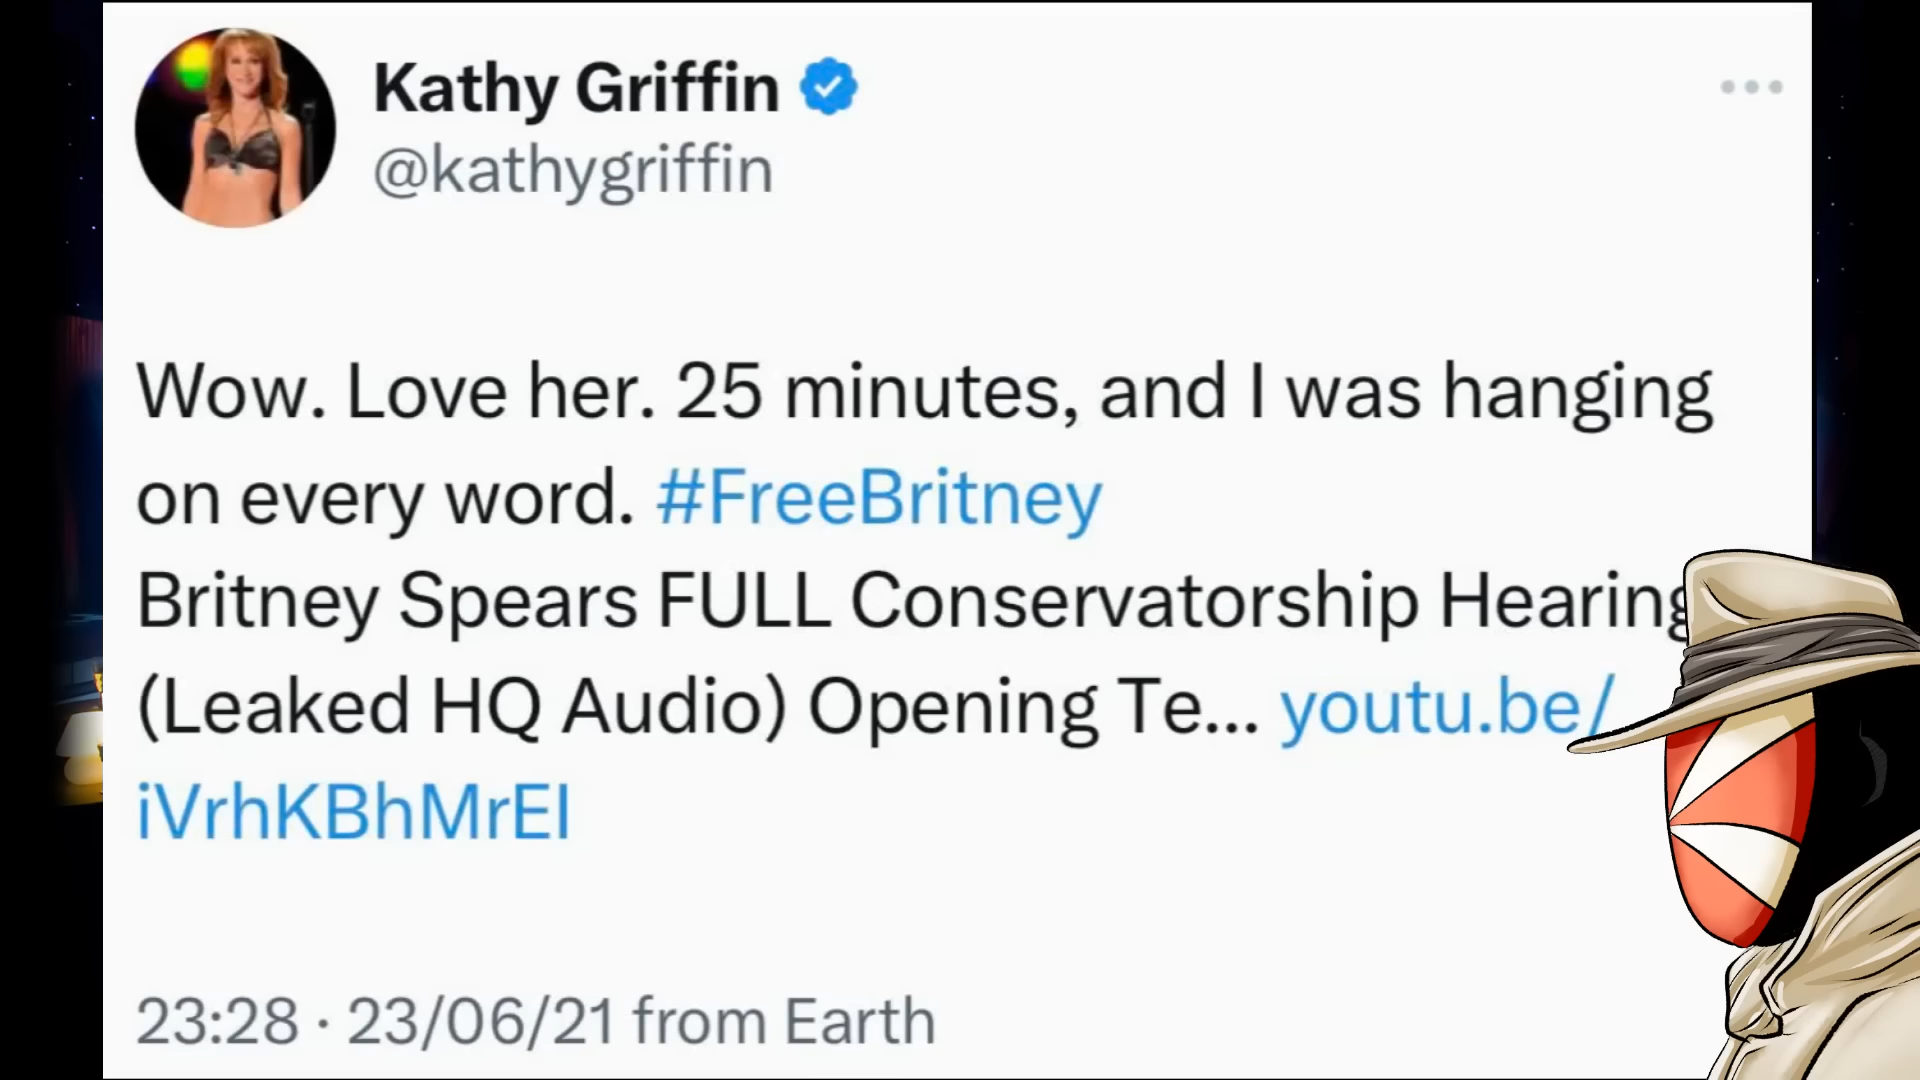 Kathy Griffin
@kathygriffin
Wow. Love her. 25 minutes, and I was hanging
on every word. #FreeBritney
Britney Spears FULL Conservatorship Hearing
(Leaked HQ Audio) Opening Te... youtu.be/
iVrhKBhMrEI
23:28 · 23/06/21 from Earth